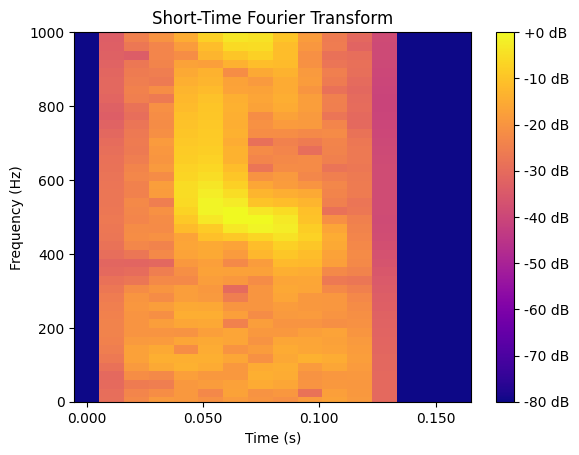 Short-Time Fourier Transform
Frequency (Hz)
1000
800
600
400
200
0
0.000
0.050
0.100
0.150
Time (s)
+0 dB
-10 dB
-20 dB
-30 dB
-40 dB
-50 dB
-60 dB
-70 dB
-80 dB